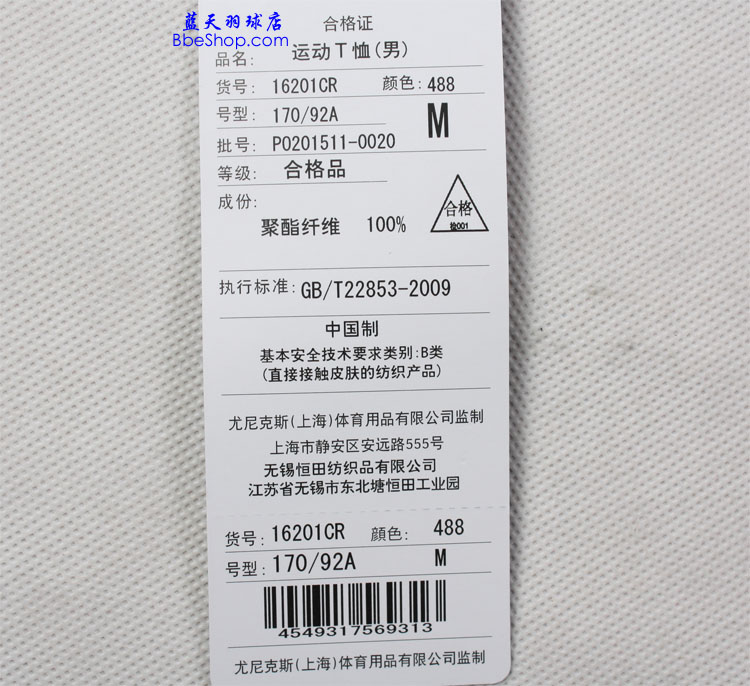 蓝天羽球店
BbeShop.com
合格证
品名: 运动T恤(男)
货号: 16201CR 颜色: 488
号型: 170/92A M
批号: P0201511-0020
等级: 合格品
成份:
聚酯纤维 100%
合格
检001
执行标准: GB/T22853-2009
中国制
基本安全技术要求类别:B类
(直接接触皮肤的纺织产品)
尤尼克斯(上海)体育用品有限公司监制
上海市静安区安远路555号
无锡恒田纺织品有限公司
江苏省无锡市东北塘恒田工业园
货号: 16201CR 顔色: 488
号型: 170/92A M
4549317569313
尤尼克斯(上海)体育用品有限公司监制